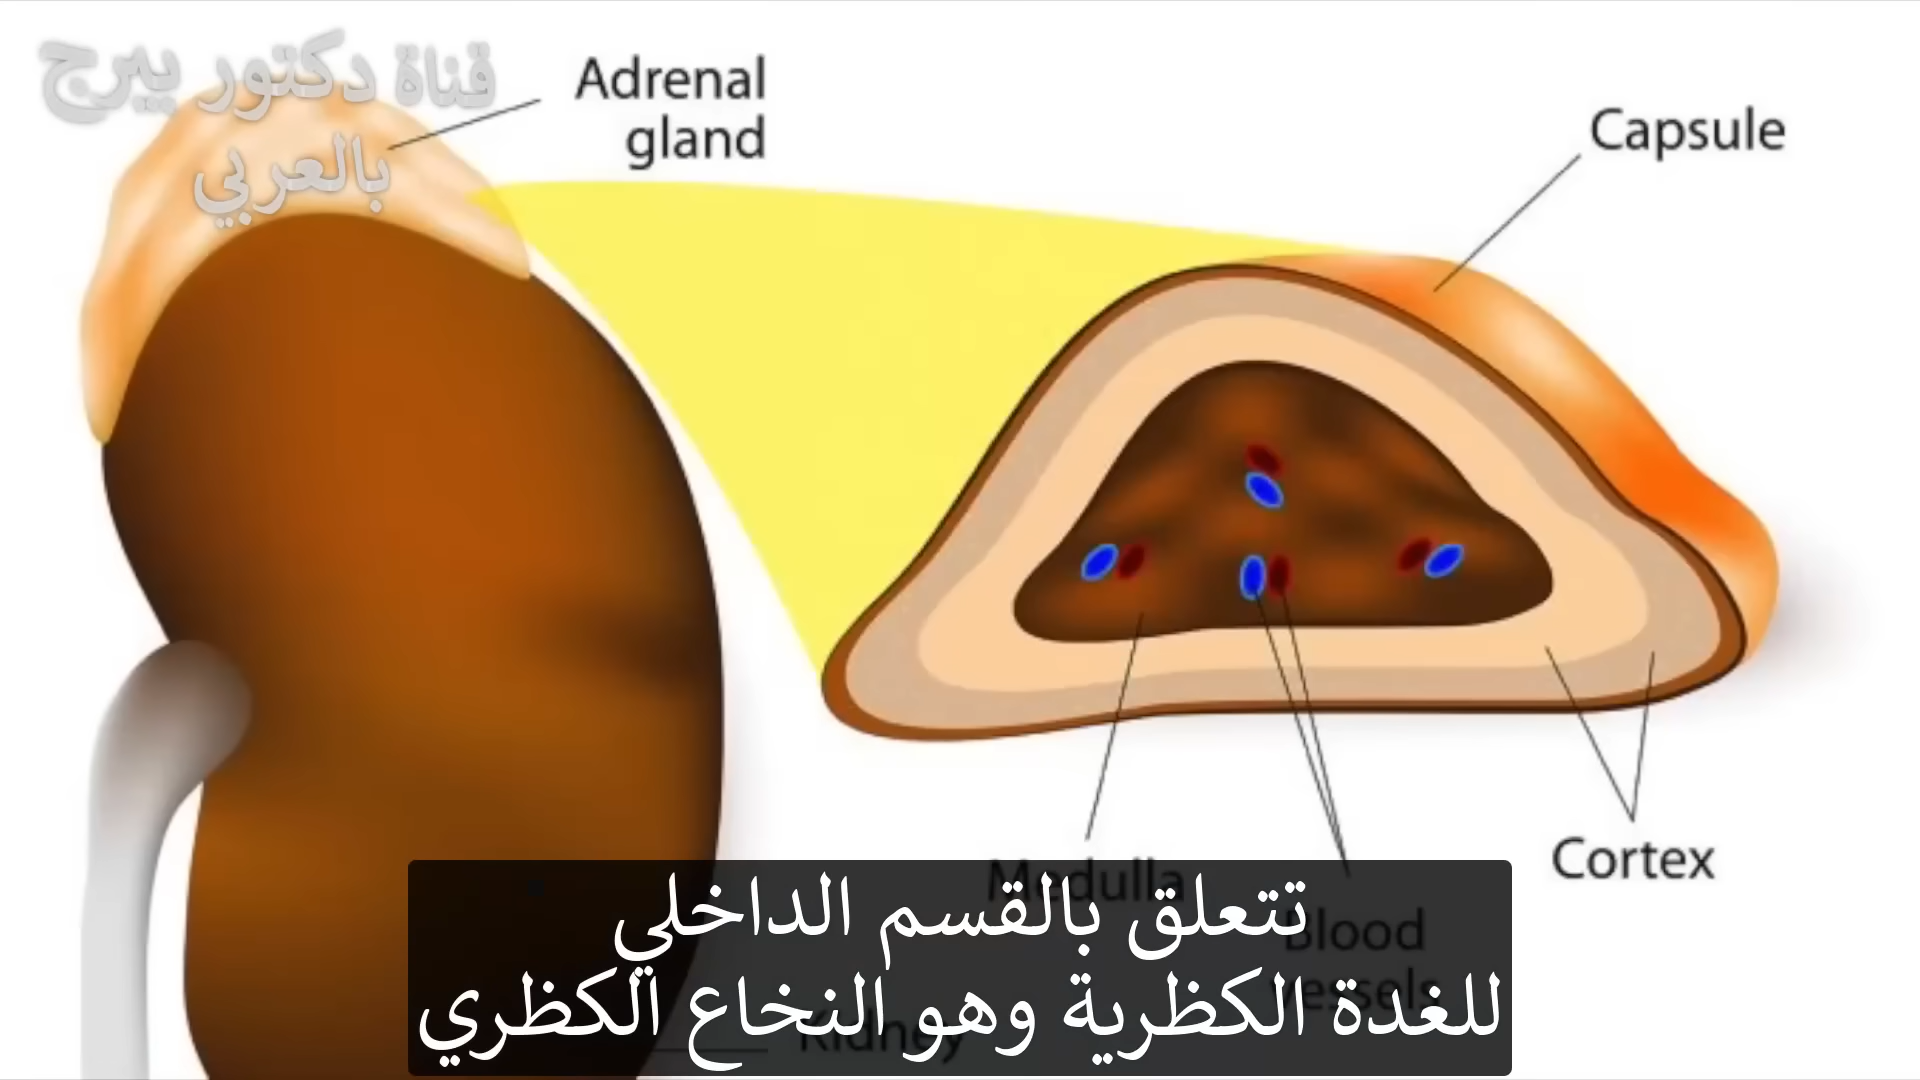 قناة دكتور بيرج
بالعربي
Adrenal
gland
Capsule
Cortex
Medulla
Blood
vessels
Kidney
تتعلق بالقسم الداخلي
للغدة الكظرية وهو النخاع الكظري